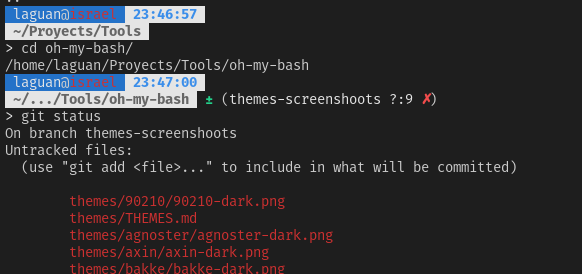 laguan@israel 23:46:57
~/Proyects/Tools
> cd oh-my-bash/
/home/laguan/Proyects/Tools/oh-my-bash
laguan@israel 23:47:00
~/.../Tools/oh-my-bash ± (themes-screenshoots ?:9 ✗)
> git status
On branch themes-screenshoots
Untracked files:
(use "git add <file>..." to include in what will be committed)
themes/90210/90210-dark.png
themes/THEMES.md
themes/agnoster/agnoster-dark.png
themes/axin/axin-dark.png
themes/bakke/bakke-dark.png